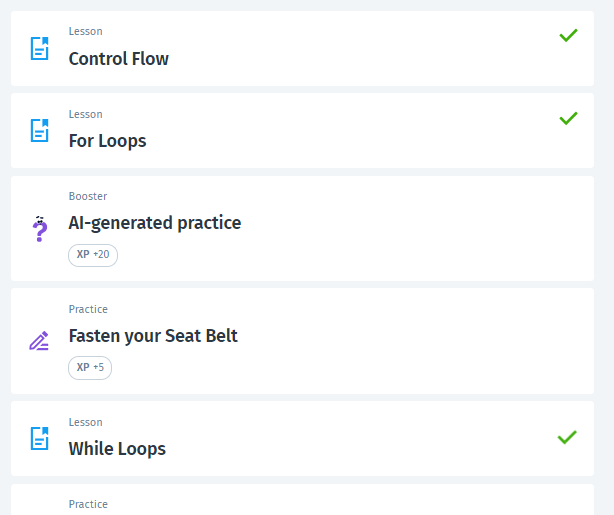 Lesson
Control Flow
Lesson
For Loops
Booster
AI-generated practice
XP +20
Practice
Fasten your Seat Belt
XP +5
Lesson
While Loops
Practice